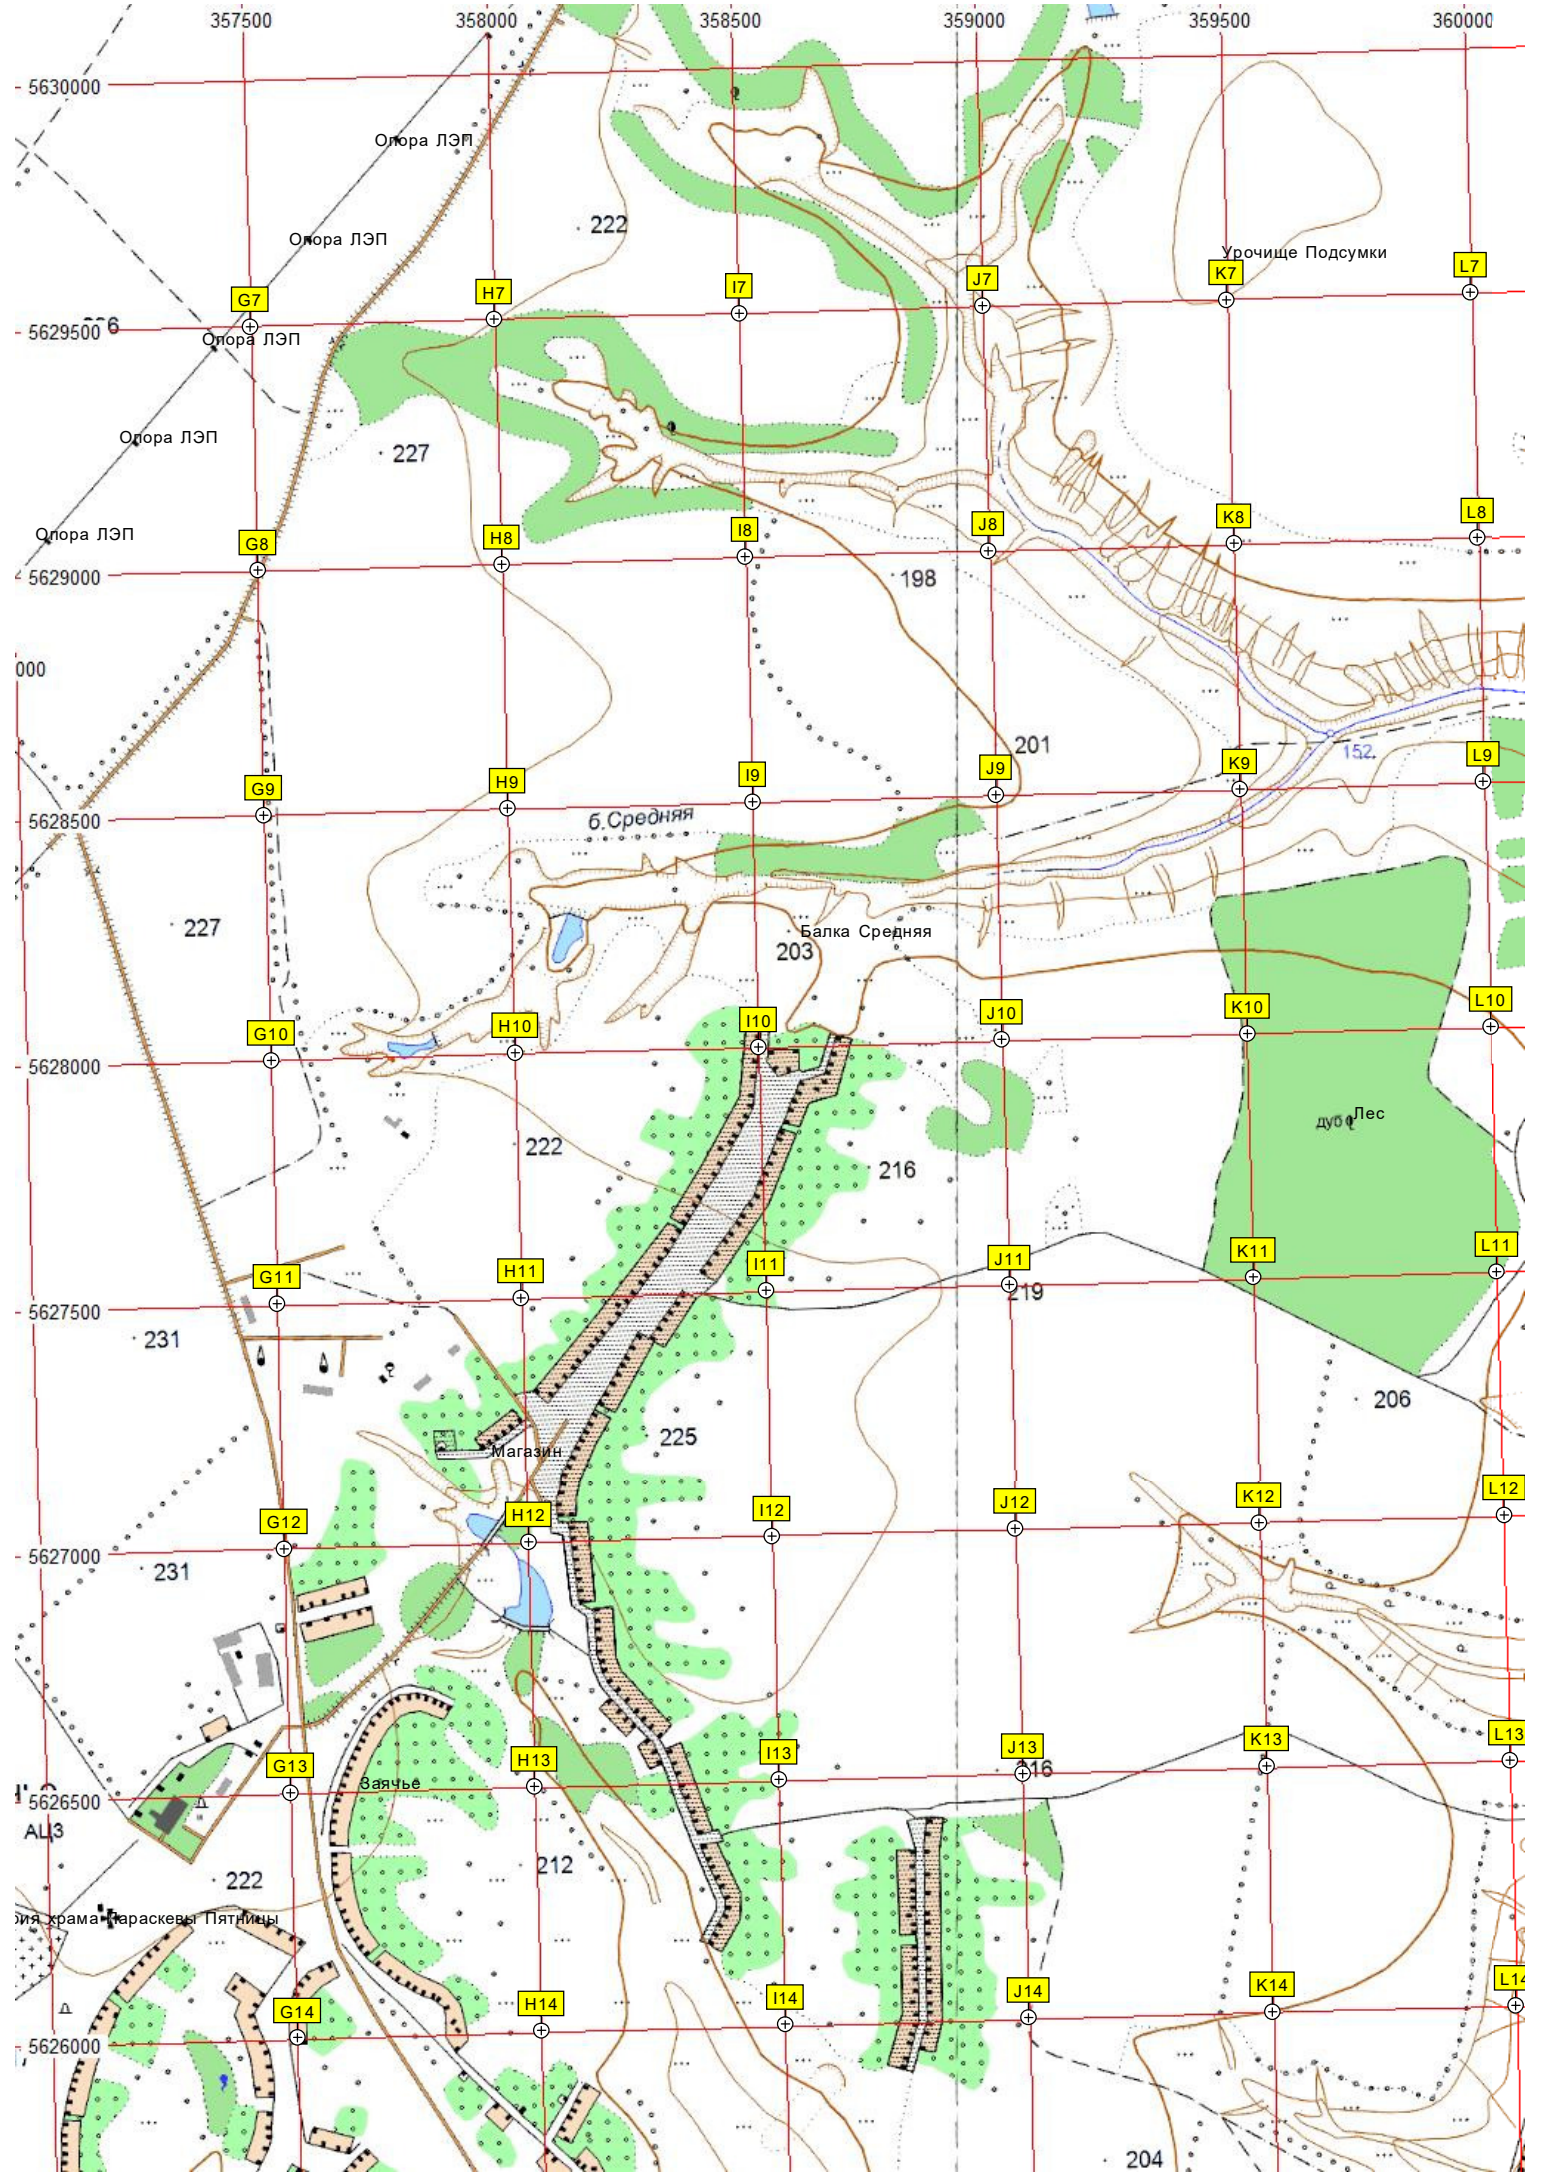 357500 358000 358500 359000 359500 360000
5630000
Опора ЛЭП
222
Опора ЛЭП
Урочище Подсумки
G7 H7 I7 J7 K7 L7
5629500
Опора ЛЭП
Опора ЛЭП
227
Опора ЛЭП
G8 H8 I8 J8 K8 L8
5629000
198
000
201
152
G9 H9 I9 J9 K9 L9
5628500
б.Средняя
227
Балка Средняя
203
G10 H10 I10 J10 K10 L10
5628000
дуб
Лес
222
216
G11 H11 I11 J11 K11 L11
5627500
219
231
206
225
Магазин
G12 H12 I12 J12 K12 L12
5627000
231
G13 H13 I13 J13 K13 L13
Заячье
5626500
АЦЗ
212
222
храма Параскевы Пятницы
G14 H14 I14 J14 K14 L14
5626000
204